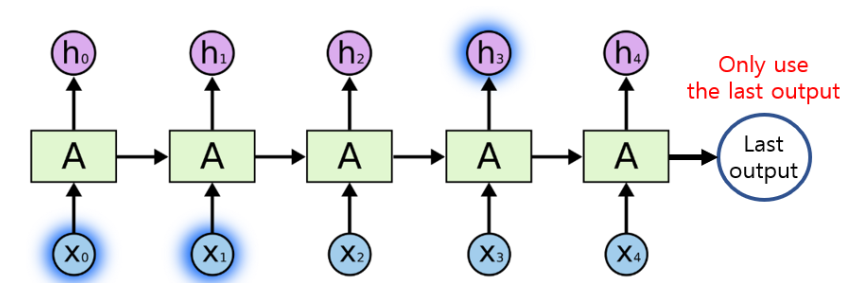 h₀ h₁ h₂ h₃ h₄
Only use
the last output
A A A A A
Last
output
x₀ x₁ x₂ x₃ x₄